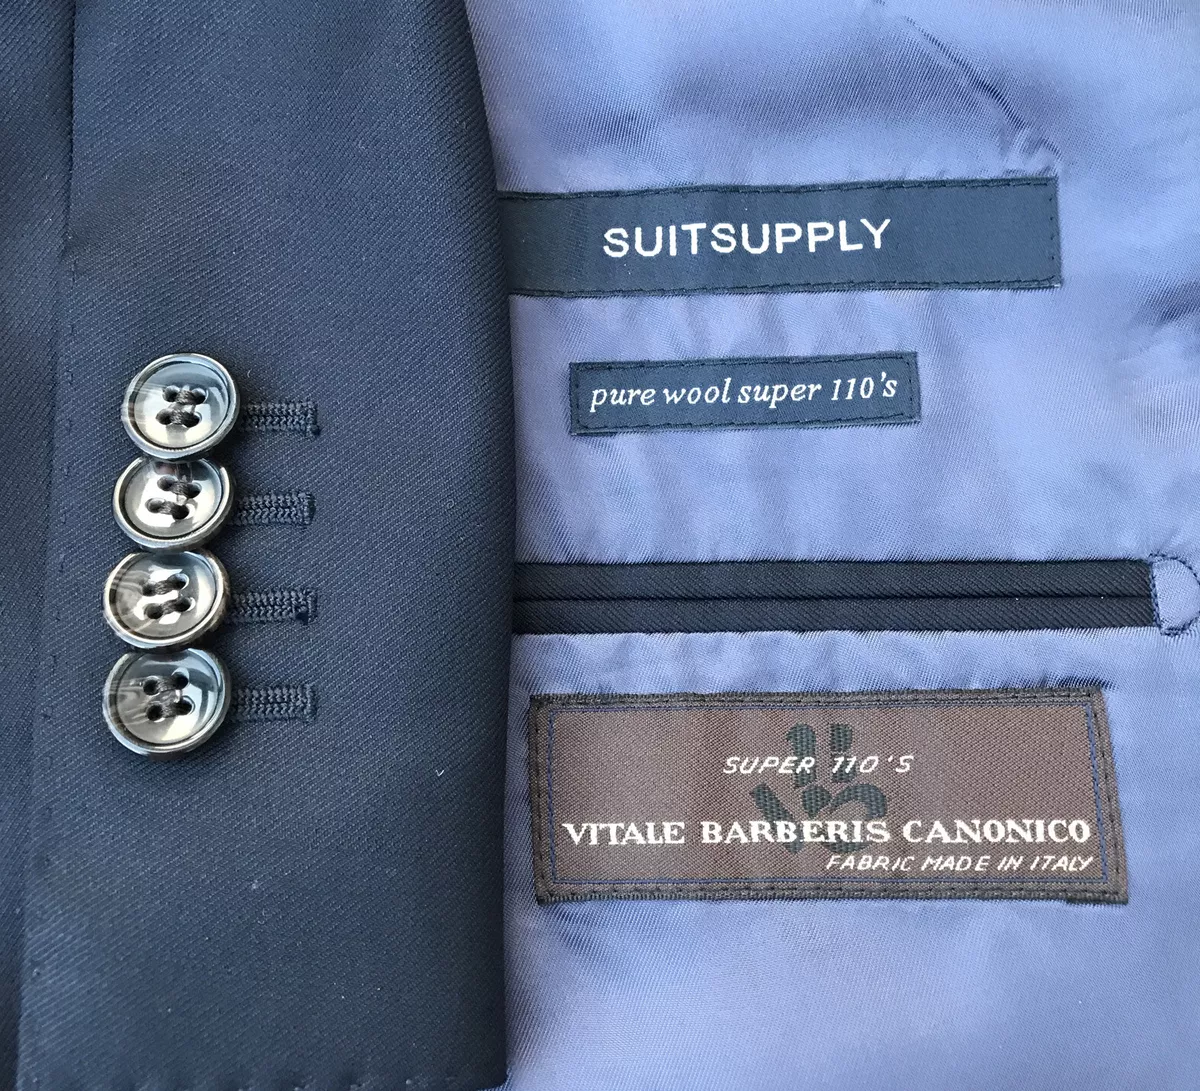 SUITSUPPLY
pure wool super 110's
SUPER 110'S
VITALE BARBERIS CANONICO
FABRIC MADE IN ITALY